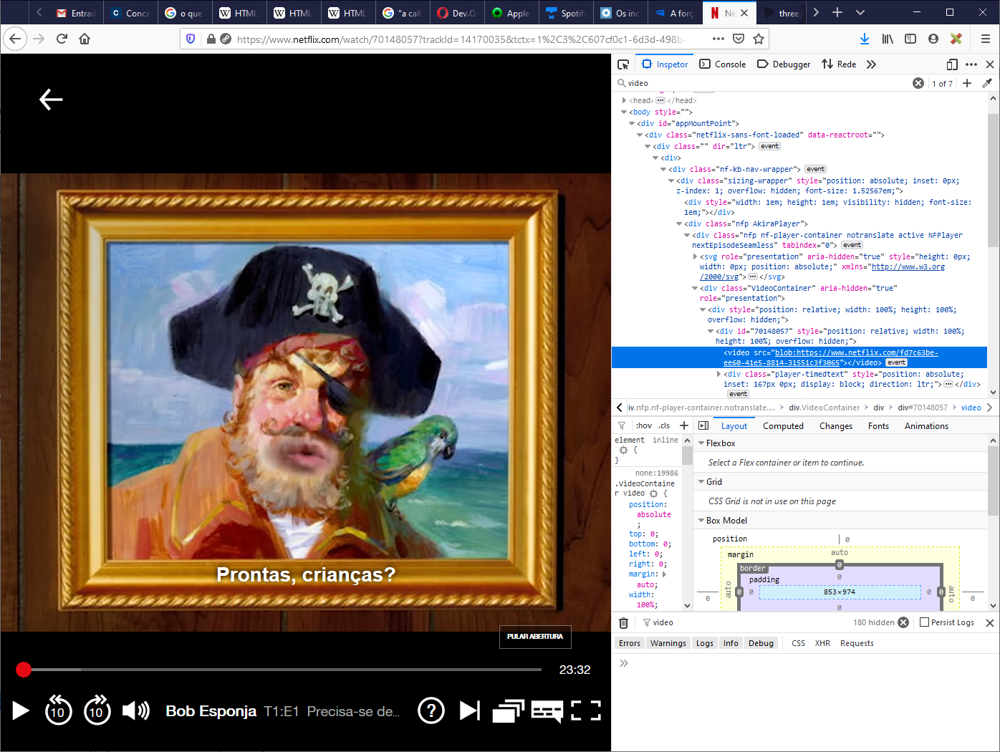 Entrad
Conce
o que
HTML
HTML
HTML
"a call
Dev.O
Apple
Spotify
Os inc
A forç
Ne
three.
https://www.netflix.com/watch/70148057?trackId=14170035&tctx=1%2C3%2C607cf0c1-6d3d-498b-
Inspetor
Console
Debugger
Rede
video
1 of 7
<head> </head>
<body style="">
<div id="appMountPoint">
<div class="netflix-sans-font-loaded" data-reactroot="">
<div class="" dir="ltr"> event
<div>
<div class="nf-kb-nav-wrapper"> event
<div class="sizing-wrapper" style="position: absolute; inset: 0px;
z-index: 1; overflow: hidden; font-size: 1.52567em;">
<div style="width: 1em; height: 1em; visibility: hidden; font-size:
1em;"></div>
<div class="nfp AkiraPlayer">
<div class="nfp nf-player-container notranslate active NFPlayer
nextEpisodeSeamless" tabindex="0"> event
<svg role="presentation" aria-hidden="true" style="height: 0px;
width: 0px; position: absolute;" xmlns="http://www.w3.org
/2000/svg"> </svg>
<div class="VideoContainer" aria-hidden="true"
role="presentation">
<div style="position: relative; width: 100%; height: 100%;
overflow: hidden;">
<div id="70148057" style="position: relative; width: 100%;
height: 100%; overflow: hidden;">
<video src="blob:https://www.netflix.com/fd7c63be-
ee60-41e5-8814-31551c3f3065"></video> event
<div class="player-timedtext" style="position: absolute;
inset: 167px 0px; display: block; direction: ltr;"> </div>
event
iv.nfp.nf-player-container.notranslate.… > div.VideoContainer > div > div#70148057 > video
:hov .cls
Layout
Computed
Changes
Fonts
Animations
element inline
{
}
none:19986
.VideoContaine
r video {
position:
absolute
;
top: 0;
bottom: 0;
left: 0;
right: 0;
margin:
auto;
width:
100%;
Flexbox
Select a Flex container or item to continue.
Grid
CSS Grid is not in use on this page
Box Model
position
0
margin
auto
border
0
padding
0
0
auto
0
0
853×974
0
0
auto
0
0
video
180 hidden
Persist Logs
Errors
Warnings
Logs
Info
Debug
CSS
XHR
Requests
Prontas, crianças?
PULAR ABERTURA
23:32
10
10
Bob Esponja T1:E1 Precisa-se de...
?